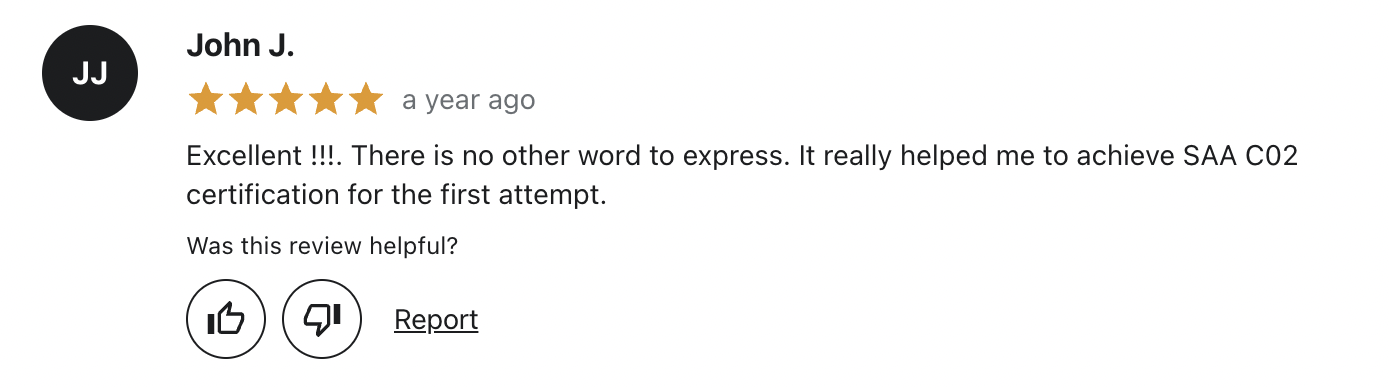 JJ
John J.
a year ago
Excellent !!!. There is no other word to express. It really helped me to achieve SAA C02
certification for the first attempt.
Was this review helpful?
Report